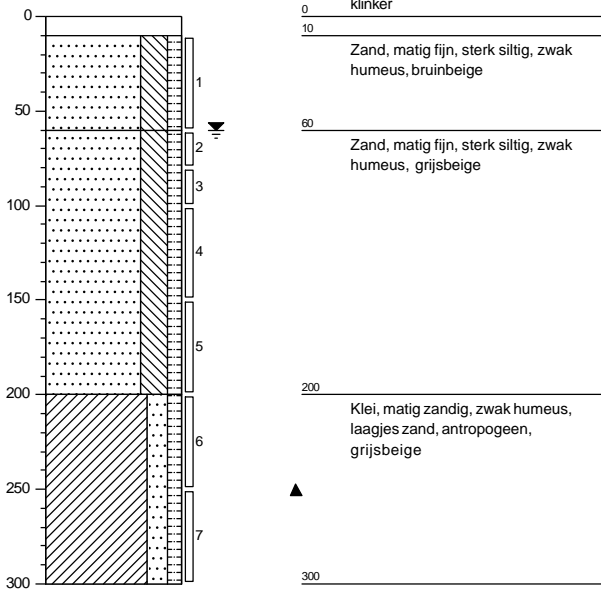 klinker
0
0
10
Zand, matig fijn, sterk siltig, zwak
humeus, bruinbeige
1
50
60
Zand, matig fijn, sterk siltig, zwak
humeus, grijsbeige
2
3
100
4
150
5
200
200
Klei, matig zandig, zwak humeus,
laagjes zand, antropogeen,
grijsbeige
6
250
7
300
300